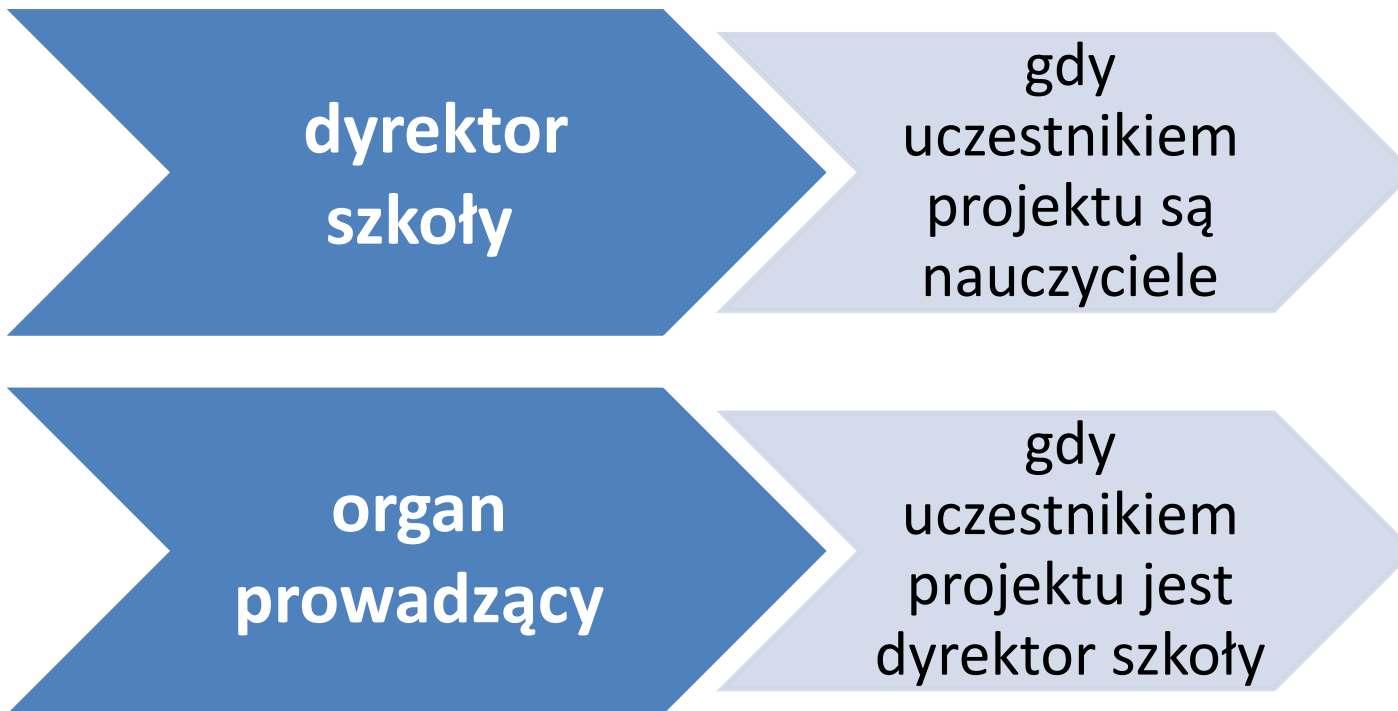 dyrektor
szkoły
gdy
uczestnikiem
projektu są
nauczyciele
organ
prowadzący
gdy
uczestnikiem
projektu jest
dyrektor szkoły